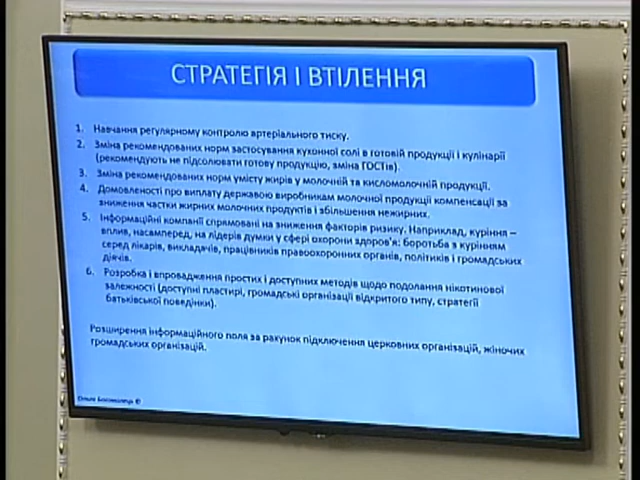 СТРАТЕГІЯ І ВТІЛЕННЯ
1. Навчання регулярному контролю артеріального тиску.
2. Зміна рекомендованих норм застосування кухонної солі в готовій продукції і кулінарії
(рекомендують не підсолювати готову продукцію, зміна ГОСТів).
3. Зміна рекомендованих норм умісту жирів у молочній та кисломолочній продукції.
4. Домовленості про виплату державою виробникам молочної продукції компенсації за
зниження частки жирних молочних продуктів і збільшення нежирних.
5. Інформаційні компанії спрямовані на зниження факторів ризику. Наприклад, куріння –
вплив, насамперед, на лідерів думки у сфері охорони здоров'я: боротьба з курінням
серед лікарів, викладачів, працівників правоохоронних органів, політиків і громадських
діячів.
6. Розробка і впровадження простих і доступних методів щодо подолання нікотинової
залежності (доступні пластирі, громадські організації відкритого типу, стратегії
батьківської поведінки).
Розширення інформаційного поля за рахунок підключення церковних організацій, жіночих
громадських організацій.
Ольга Богомолець ©